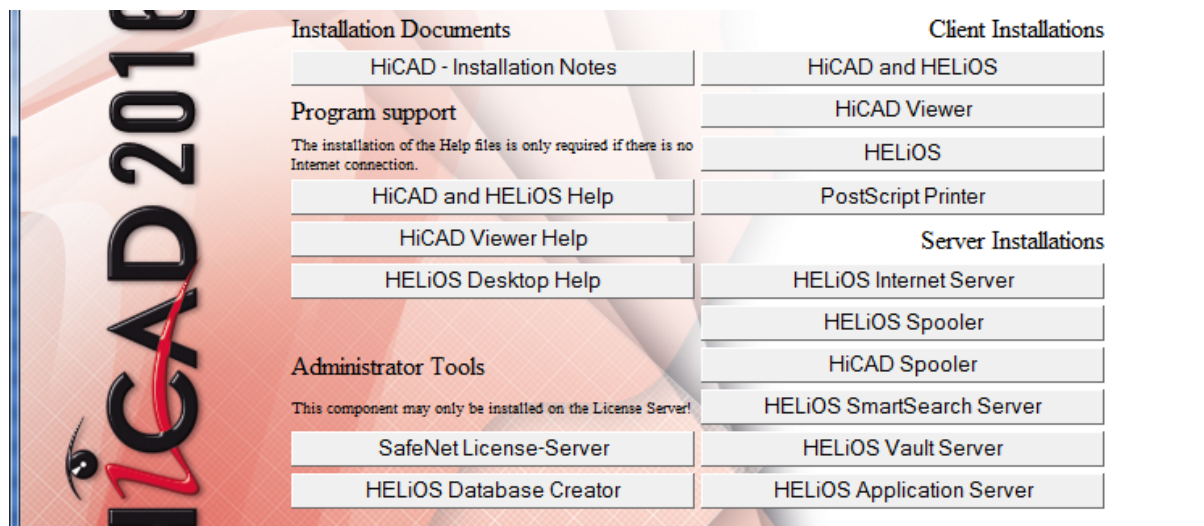 HiCAD 201
Installation Documents
HiCAD - Installation Notes
Program support
The installation of the Help files is only required if there is no
Internet connection.
HiCAD and HELiOS Help
HiCAD Viewer Help
HELiOS Desktop Help
Administrator Tools
This component may only be installed on the License Server!
SafeNet License-Server
HELiOS Database Creator
Client Installations
HiCAD and HELiOS
HiCAD Viewer
HELiOS
PostScript Printer
Server Installations
HELiOS Internet Server
HELiOS Spooler
HiCAD Spooler
HELiOS SmartSearch Server
HELiOS Vault Server
HELiOS Application Server